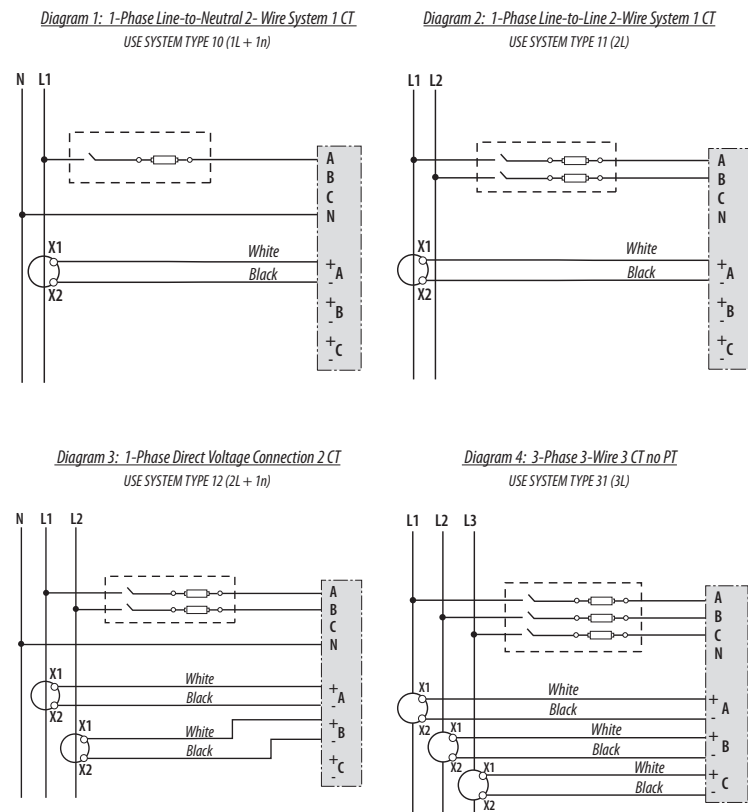 Diagram 1: 1-Phase Line-to-Neutral 2- Wire System 1 CT
USE SYSTEM TYPE 10 (1L + 1n)
N L1
A
B
C
N
X1
White
Black
X2
+
A
-
+
B
-
+
C
-
Diagram 2: 1-Phase Line-to-Line 2-Wire System 1 CT
USE SYSTEM TYPE 11 (2L)
L1 L2
A
B
C
N
X1
White
Black
X2
+
A
-
+
B
-
+
C
-
Diagram 3: 1-Phase Direct Voltage Connection 2 CT
USE SYSTEM TYPE 12 (2L + 1n)
N L1 L2
A
B
C
N
X1
White
Black
X2
X1
White
Black
X2
+
A
-
+
B
-
+
C
-
Diagram 4: 3-Phase 3-Wire 3 CT no PT
USE SYSTEM TYPE 31 (3L)
L1 L2 L3
A
B
C
N
X1
White
Black
X2
X1
White
Black
X2
X1
White
Black
X2
+
A
-
+
B
-
+
C
-